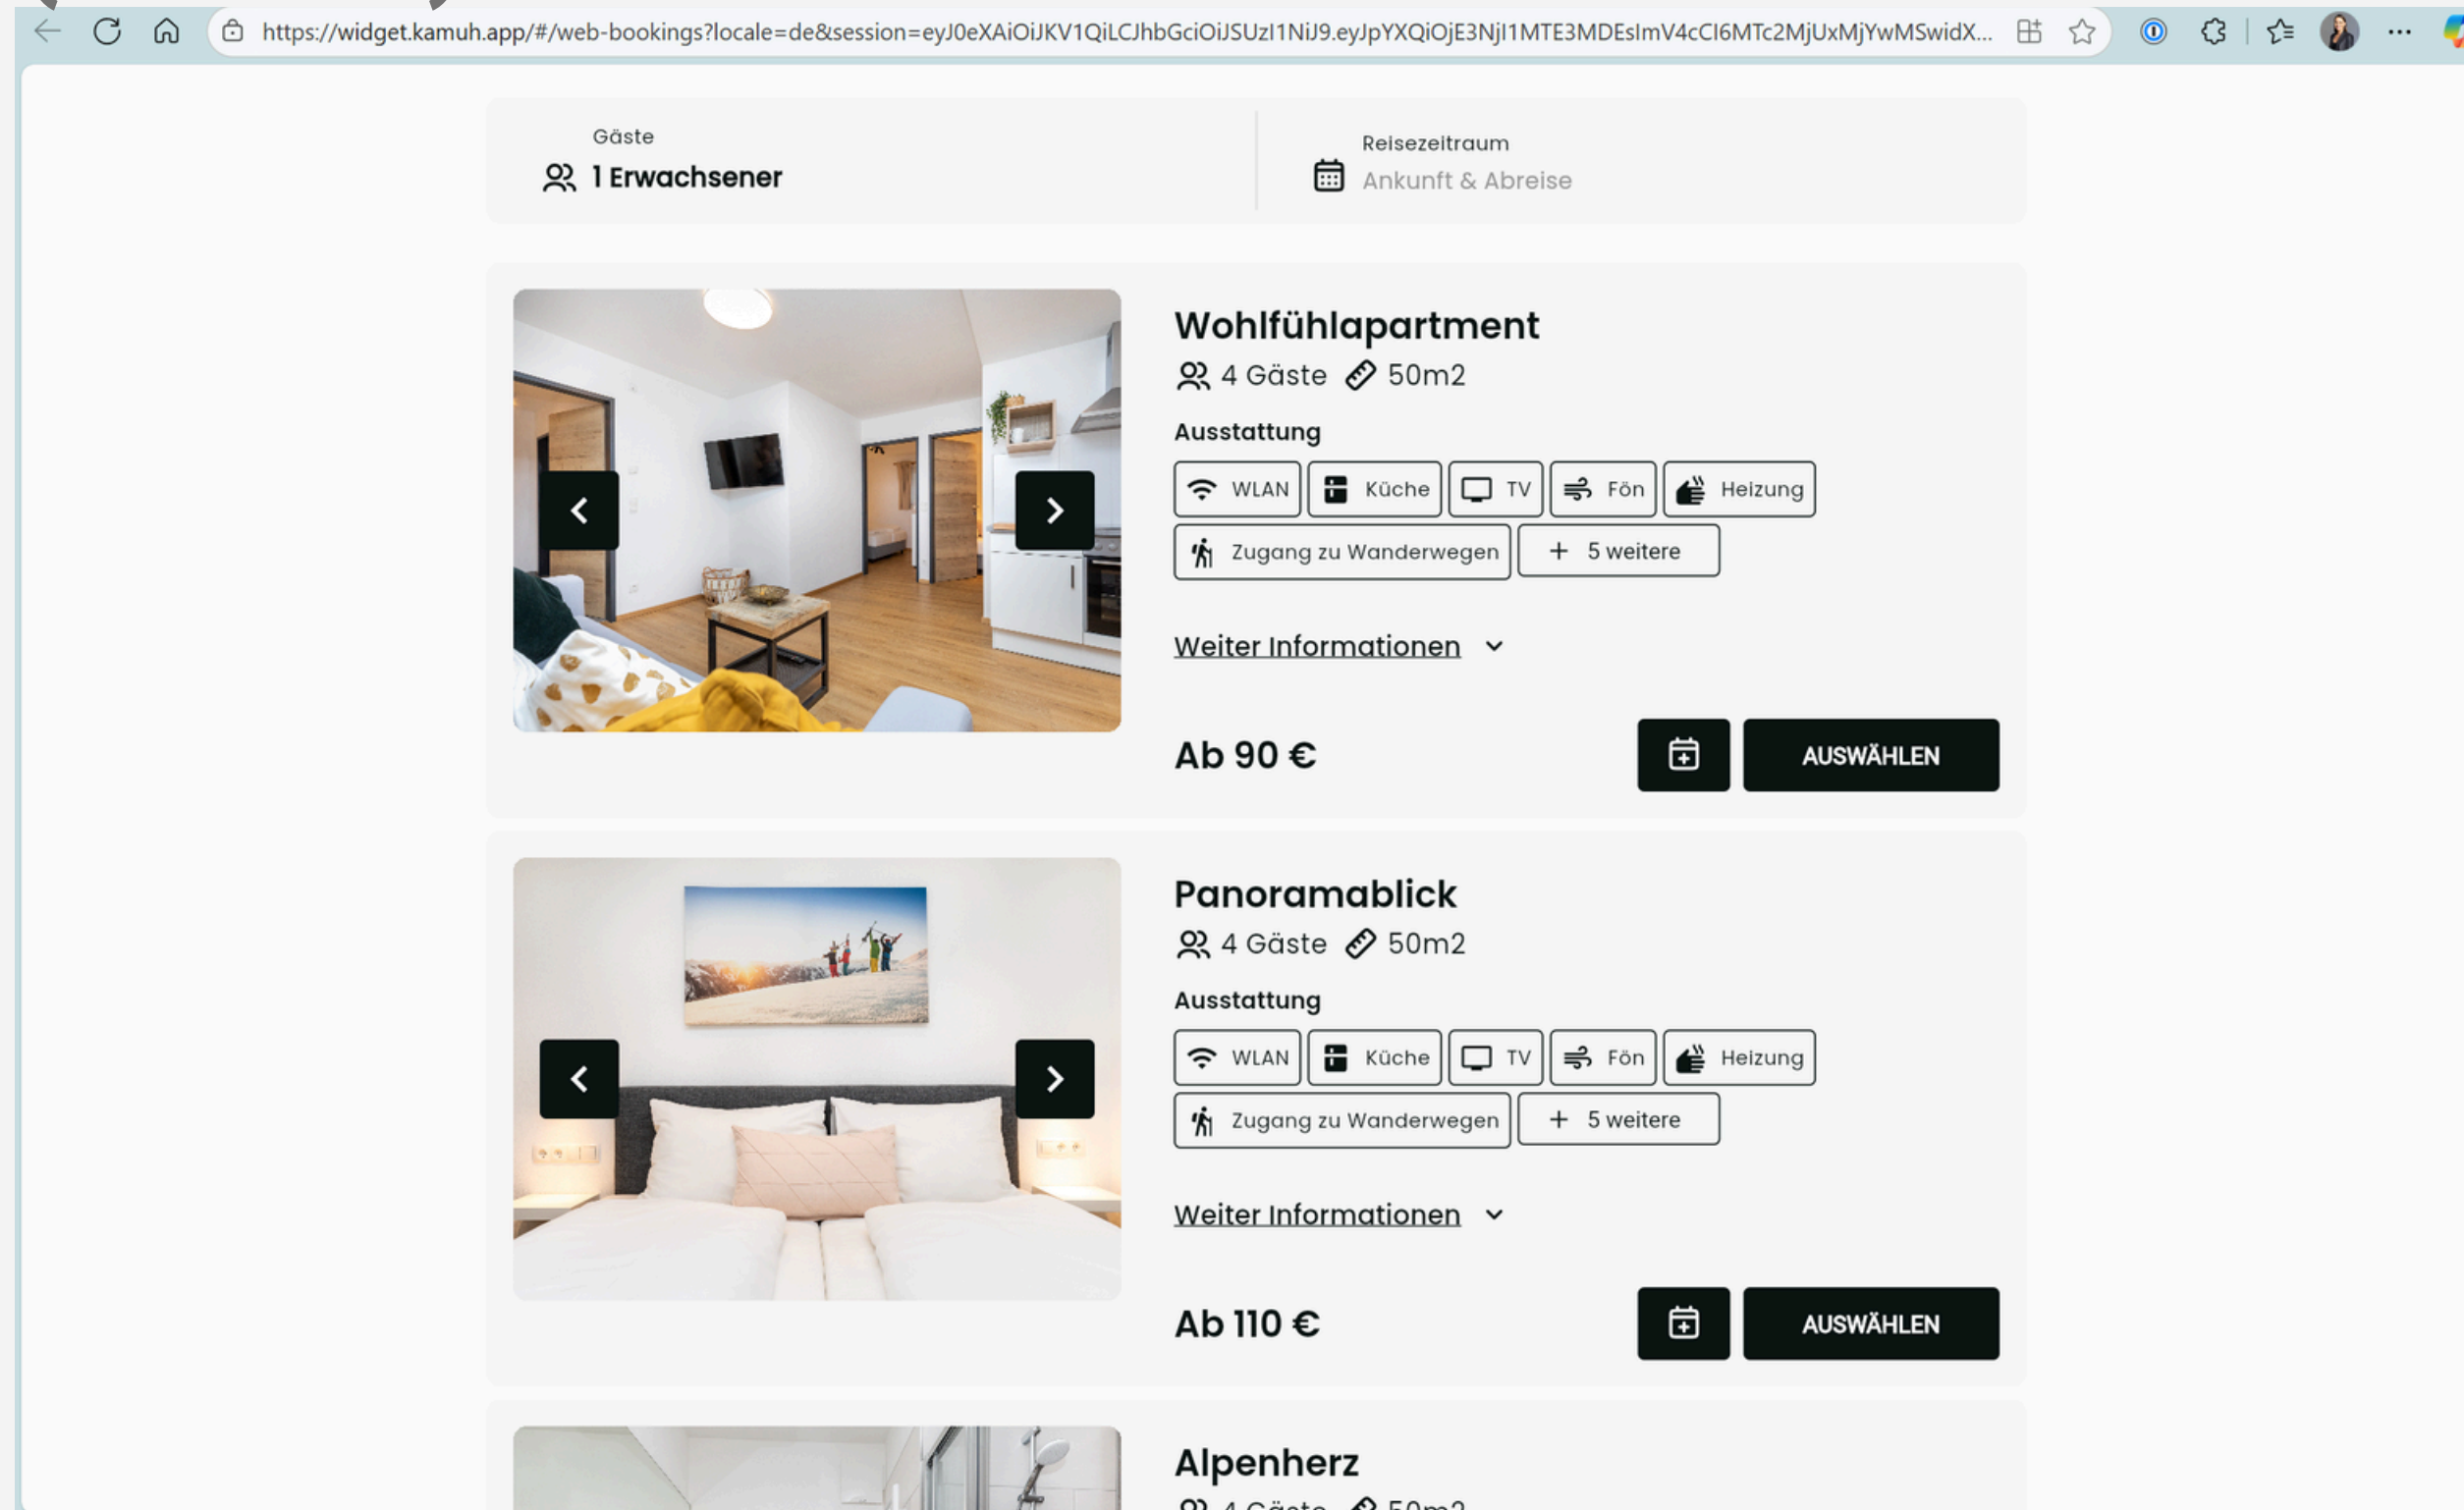 https://widget.kamuh.app/#/web-bookings?locale=de&session=eyJ0eXAiOiJKV1QiLCJhbGciOiJSUzI1NiJ9.eyJpYXQiOjE3NjI1MTE3MDEsImV4cCI6MTc2MjUxMjYwMSwidX...
Gäste
1 Erwachsener
Reisezeitraum
Ankunft & Abreise
Wohlfühlapartment
4 Gäste 50m2
Ausstattung
WLAN Küche TV Fön Heizung
Zugang zu Wanderwegen + 5 weitere
Weiter Informationen
Ab 90 €
AUSWÄHLEN
Panoramablick
4 Gäste 50m2
Ausstattung
WLAN Küche TV Fön Heizung
Zugang zu Wanderwegen + 5 weitere
Weiter Informationen
Ab 110 €
AUSWÄHLEN
Alpenherz
4 Gäste 50m2